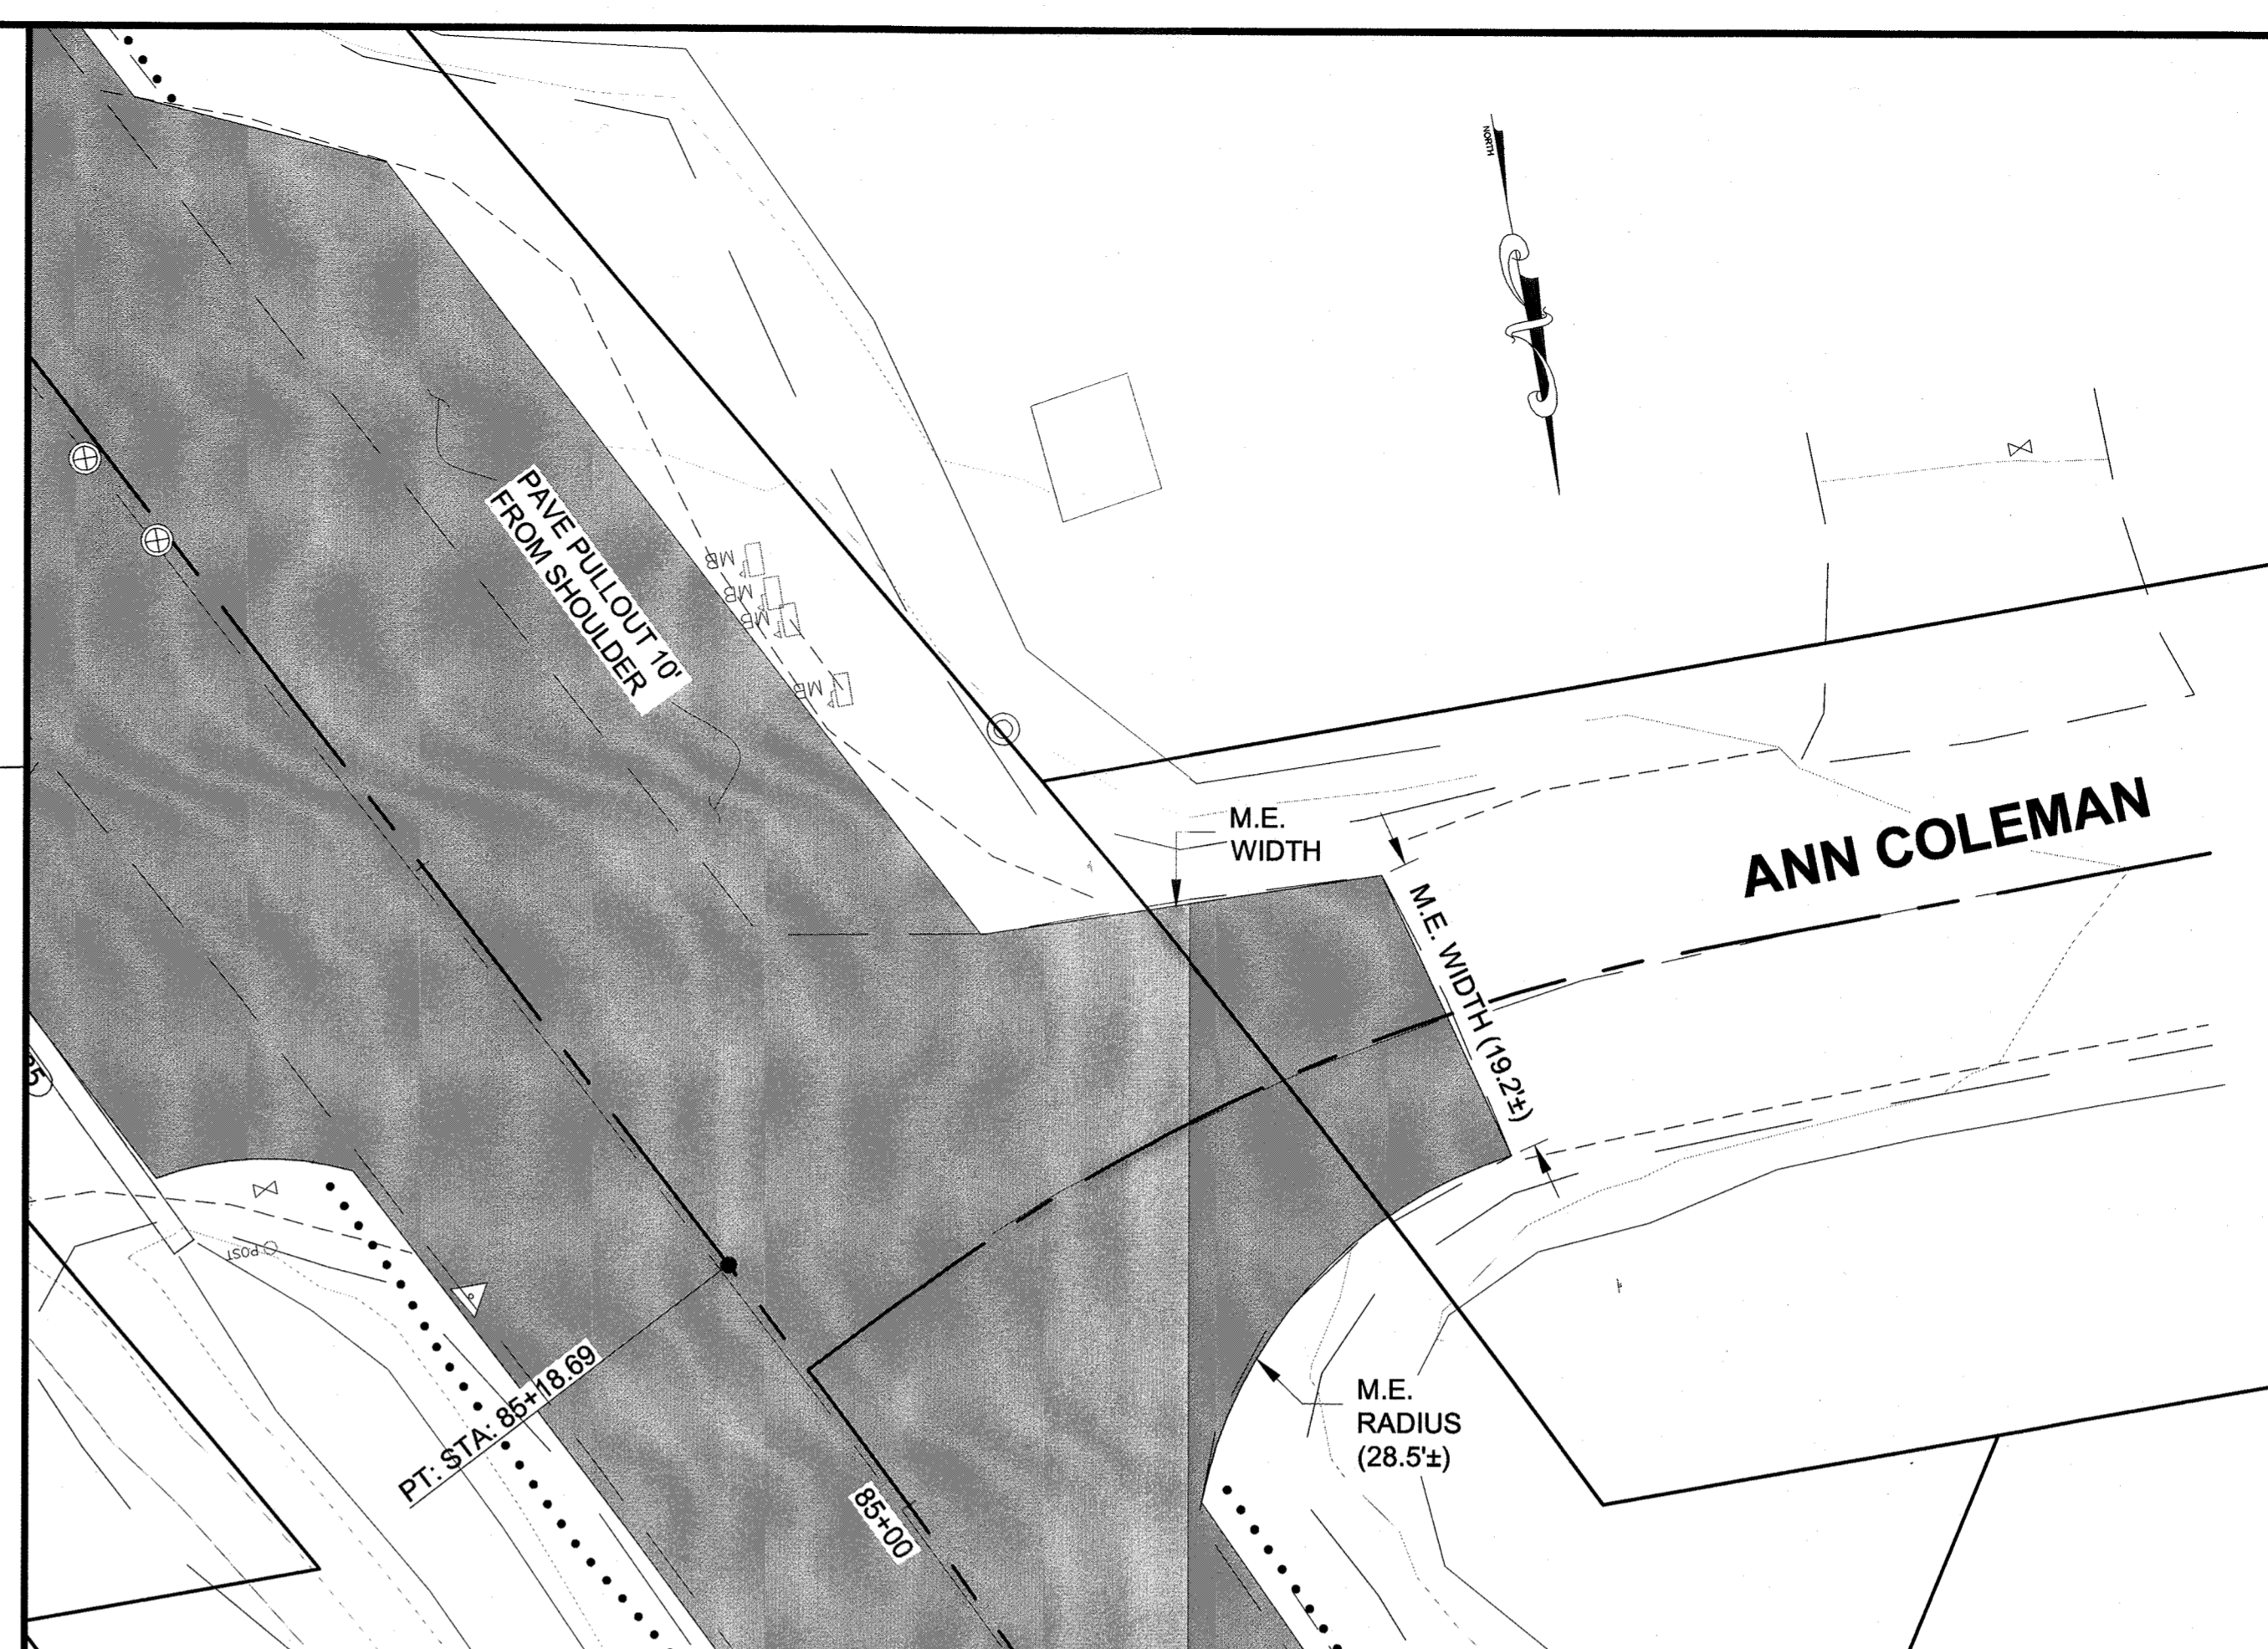 NORTH
PAVE PULLOUT 10'
FROM SHOULDER
MB
MB
MB
MB
M.E.
WIDTH
ANN COLEMAN
M.E. WIDTH (19.2'±)
POST
PT: STA: 85+18.69
85+00
M.E.
RADIUS
(28.5'±)